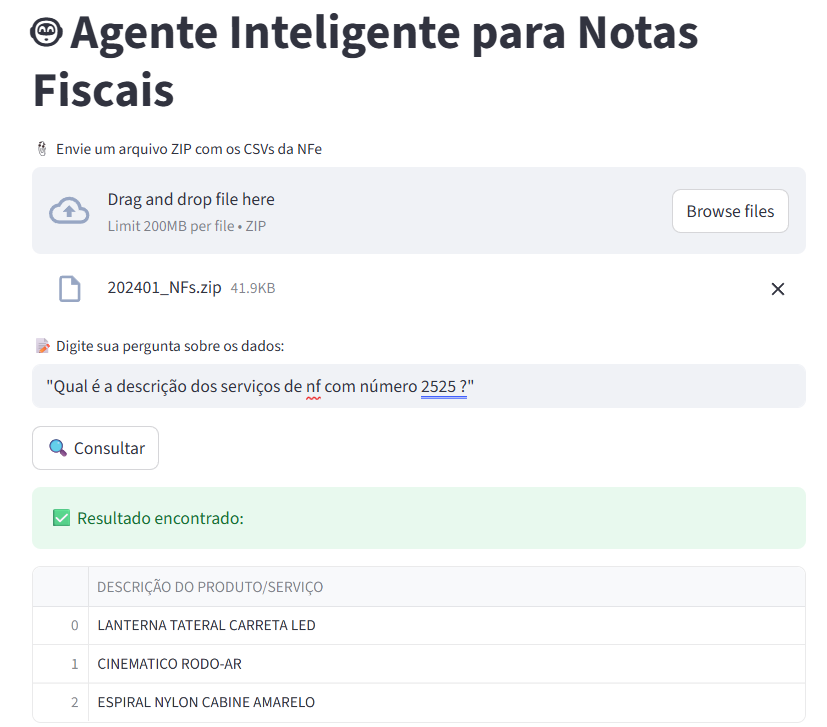 Agente Inteligente para Notas
Fiscais
Envie um arquivo ZIP com os CSVs da NFe
Drag and drop file here
Limit 200MB per file • ZIP
Browse files
202401_NFs.zip 41.9KB
Digite sua pergunta sobre os dados:
"Qual é a descrição dos serviços de nf com número 2525 ?"
Consultar
Resultado encontrado:
DESCRIÇÃO DO PRODUTO/SERVIÇO
0 LANTERNA TATERAL CARRETA LED
1 CINEMATICO RODO-AR
2 ESPIRAL NYLON CABINE AMARELO